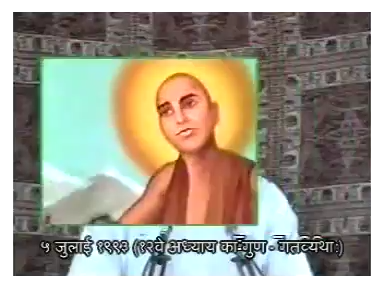 ५ जुलाई १९९३ (१२वे अध्याय का गुण - गतव्यथाः)